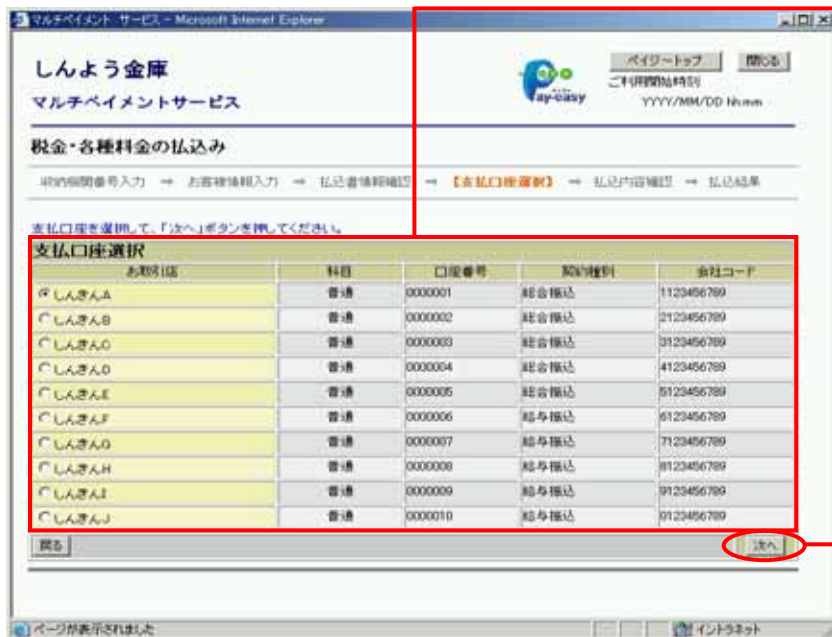 マルチペイメント サービス - Microsoft Internet Explorer
しんよう金庫
マルチペイメントサービス
Pay-easy
ペイジートップ 閉じる
ご利用開始時刻
YYYY/MM/DD hh:mm
税金・各種料金の払込み
収納機関番号入力 → お客様情報入力 → 払込書情報確認 → 【支払口座選択】 → 払込内容確認 → 払込結果
支払口座を選択して、「次へ」ボタンを押してください。
支払口座選択
お取引店 科目 口座番号 契約種別 会社コード
しんきんA 普通 0000001 総合振込 1123456789
しんきんB 普通 0000002 総合振込 2123456789
しんきんC 普通 0000003 総合振込 3123456789
しんきんD 普通 0000004 総合振込 4123456789
しんきんE 普通 0000005 総合振込 5123456789
しんきんF 普通 0000006 給与振込 6123456789
しんきんG 普通 0000007 給与振込 7123456789
しんきんH 普通 0000008 給与振込 8123456789
しんきんI 普通 0000009 給与振込 9123456789
しんきんJ 普通 0000010 給与振込 0123456789
戻る 次へ
ページが表示されました イントラネット